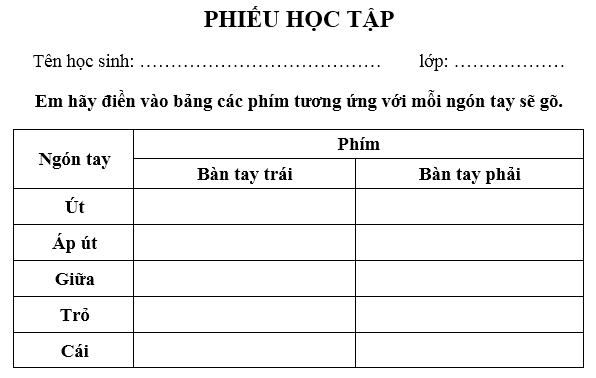 PHIẾU HỌC TẬP
Tên học sinh: ………………………………… lớp: ………………
Em hãy điền vào bảng các phím tương ứng với mỗi ngón tay sẽ gõ.
Ngón tay
Phím
Bàn tay trái
Bàn tay phải
Út
Áp út
Giữa
Trỏ
Cái